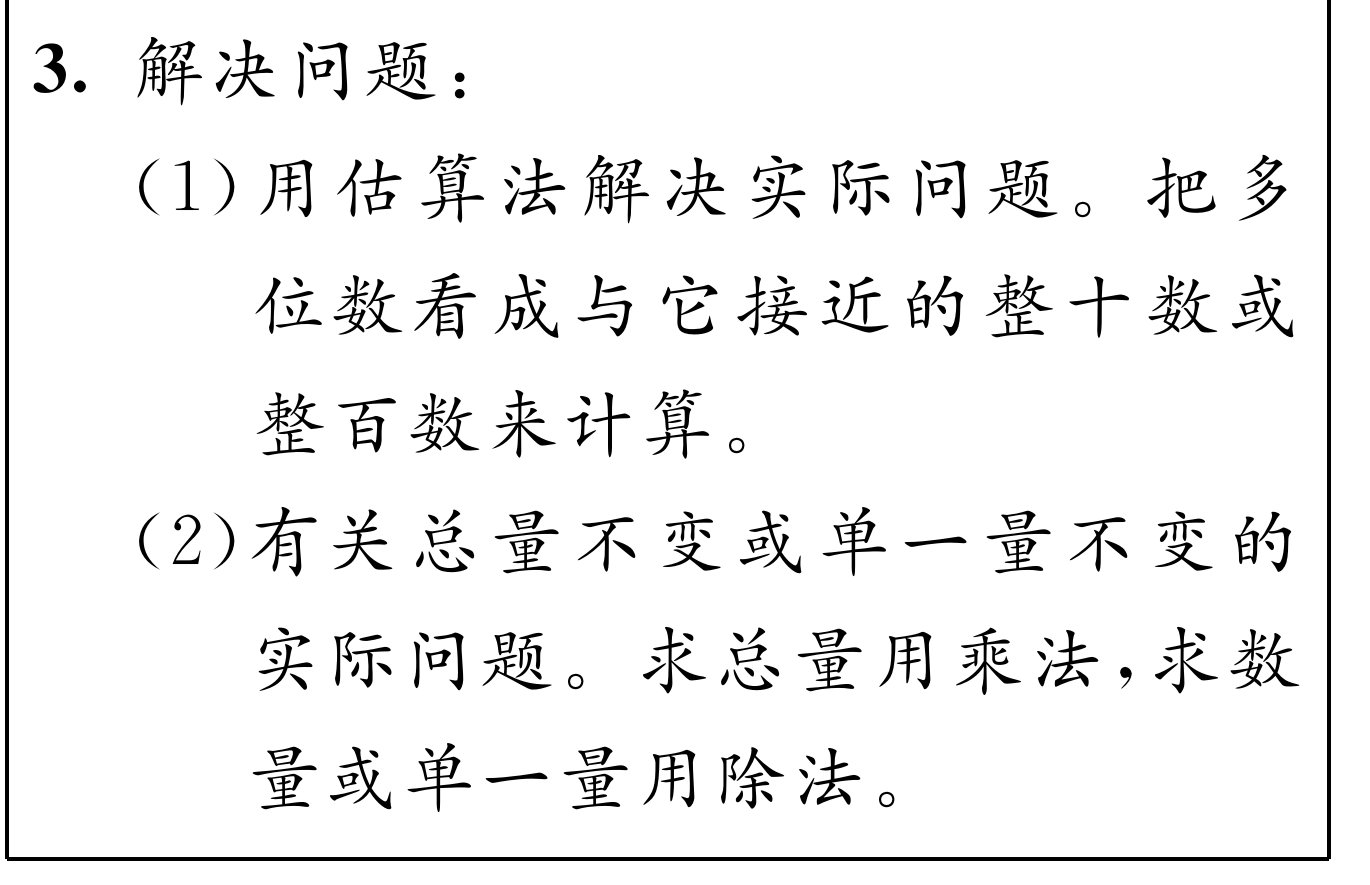 3. 解决问题：
(1)用估算法解决实际问题。把多
位数看成与它接近的整十数或
整百数来计算。
(2)有关总量不变或单一量不变的
实际问题。求总量用乘法,求数
量或单一量用除法。